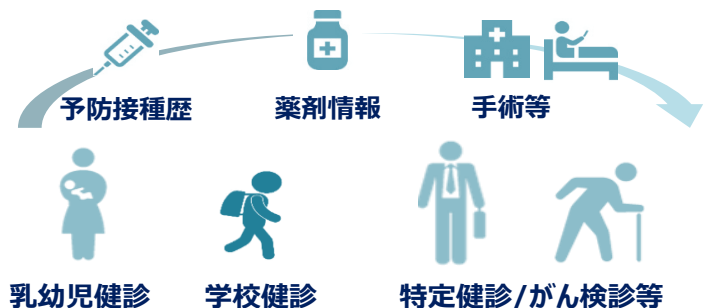 予防接種歴
薬剤情報
手術等
乳幼児健診
学校健診
特定健診/がん検診等